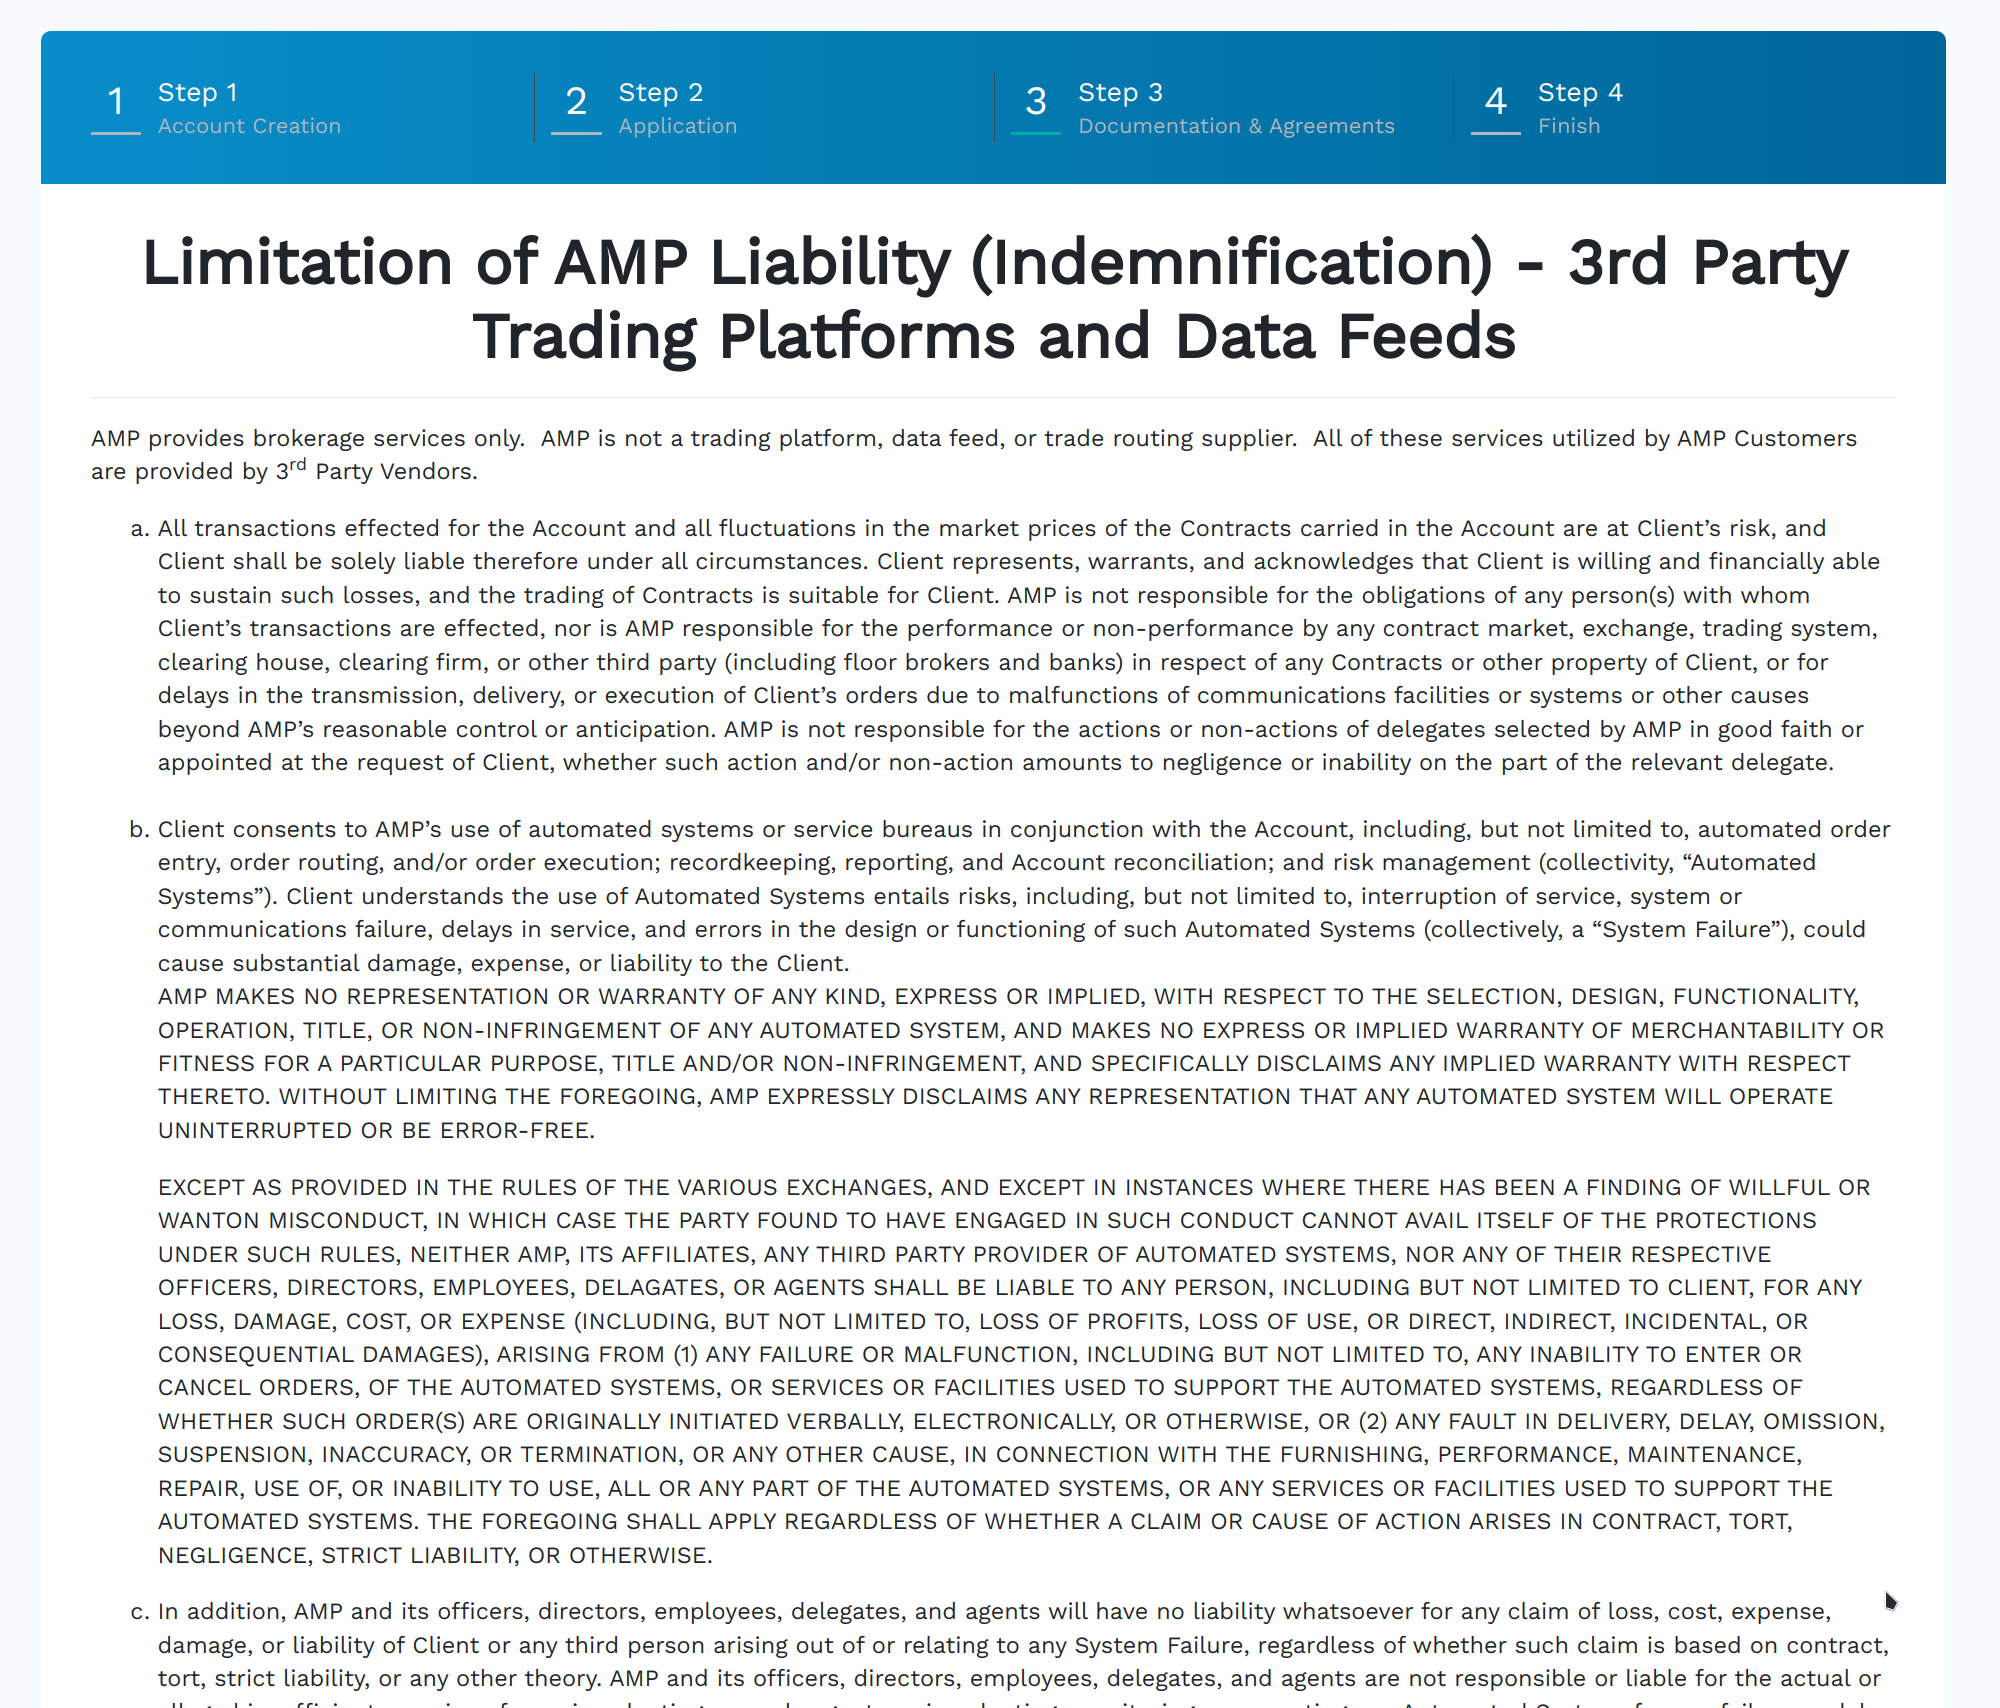 1
Step 1
Account Creation
2
Step 2
Application
3
Step 3
Documentation & Agreements
4
Step 4
Finish
Limitation of AMP Liability (Indemnification) - 3rd Party
Trading Platforms and Data Feeds
AMP provides brokerage services only.  AMP is not a trading platform, data feed, or trade routing supplier.  All of these services utilized by AMP Customers
are provided by 3rd Party Vendors.
a. All transactions effected for the Account and all fluctuations in the market prices of the Contracts carried in the Account are at Client’s risk, and
Client shall be solely liable therefore under all circumstances. Client represents, warrants, and acknowledges that Client is willing and financially able
to sustain such losses, and the trading of Contracts is suitable for Client. AMP is not responsible for the obligations of any person(s) with whom
Client’s transactions are effected, nor is AMP responsible for the performance or non-performance by any contract market, exchange, trading system,
clearing house, clearing firm, or other third party (including floor brokers and banks) in respect of any Contracts or other property of Client, or for
delays in the transmission, delivery, or execution of Client’s orders due to malfunctions of communications facilities or systems or other causes
beyond AMP’s reasonable control or anticipation. AMP is not responsible for the actions or non-actions of delegates selected by AMP in good faith or
appointed at the request of Client, whether such action and/or non-action amounts to negligence or inability on the part of the relevant delegate.
b. Client consents to AMP’s use of automated systems or service bureaus in conjunction with the Account, including, but not limited to, automated order
entry, order routing, and/or order execution; recordkeeping, reporting, and Account reconciliation; and risk management (collectivity, “Automated
Systems”). Client understands the use of Automated Systems entails risks, including, but not limited to, interruption of service, system or
communications failure, delays in service, and errors in the design or functioning of such Automated Systems (collectively, a “System Failure”), could
cause substantial damage, expense, or liability to the Client.
AMP MAKES NO REPRESENTATION OR WARRANTY OF ANY KIND, EXPRESS OR IMPLIED, WITH RESPECT TO THE SELECTION, DESIGN, FUNCTIONALITY,
OPERATION, TITLE, OR NON-INFRINGEMENT OF ANY AUTOMATED SYSTEM, AND MAKES NO EXPRESS OR IMPLIED WARRANTY OF MERCHANTABILITY OR
FITNESS FOR A PARTICULAR PURPOSE, TITLE AND/OR NON-INFRINGEMENT, AND SPECIFICALLY DISCLAIMS ANY IMPLIED WARRANTY WITH RESPECT
THERETO. WITHOUT LIMITING THE FOREGOING, AMP EXPRESSLY DISCLAIMS ANY REPRESENTATION THAT ANY AUTOMATED SYSTEM WILL OPERATE
UNINTERRUPTED OR BE ERROR-FREE.
EXCEPT AS PROVIDED IN THE RULES OF THE VARIOUS EXCHANGES, AND EXCEPT IN INSTANCES WHERE THERE HAS BEEN A FINDING OF WILLFUL OR
WANTON MISCONDUCT, IN WHICH CASE THE PARTY FOUND TO HAVE ENGAGED IN SUCH CONDUCT CANNOT AVAIL ITSELF OF THE PROTECTIONS
UNDER SUCH RULES, NEITHER AMP, ITS AFFILIATES, ANY THIRD PARTY PROVIDER OF AUTOMATED SYSTEMS, NOR ANY OF THEIR RESPECTIVE
OFFICERS, DIRECTORS, EMPLOYEES, DELAGATES, OR AGENTS SHALL BE LIABLE TO ANY PERSON, INCLUDING BUT NOT LIMITED TO CLIENT, FOR ANY
LOSS, DAMAGE, COST, OR EXPENSE (INCLUDING, BUT NOT LIMITED TO, LOSS OF PROFITS, LOSS OF USE, OR DIRECT, INDIRECT, INCIDENTAL, OR
CONSEQUENTIAL DAMAGES), ARISING FROM (1) ANY FAILURE OR MALFUNCTION, INCLUDING BUT NOT LIMITED TO, ANY INABILITY TO ENTER OR
CANCEL ORDERS, OF THE AUTOMATED SYSTEMS, OR SERVICES OR FACILITIES USED TO SUPPORT THE AUTOMATED SYSTEMS, REGARDLESS OF
WHETHER SUCH ORDER(S) ARE ORIGINALLY INITIATED VERBALLY, ELECTRONICALLY, OR OTHERWISE, OR (2) ANY FAULT IN DELIVERY, DELAY, OMISSION,
SUSPENSION, INACCURACY, OR TERMINATION, OR ANY OTHER CAUSE, IN CONNECTION WITH THE FURNISHING, PERFORMANCE, MAINTENANCE,
REPAIR, USE OF, OR INABILITY TO USE, ALL OR ANY PART OF THE AUTOMATED SYSTEMS, OR ANY SERVICES OR FACILITIES USED TO SUPPORT THE
AUTOMATED SYSTEMS. THE FOREGOING SHALL APPLY REGARDLESS OF WHETHER A CLAIM OR CAUSE OF ACTION ARISES IN CONTRACT, TORT,
NEGLIGENCE, STRICT LIABILITY, OR OTHERWISE.
c. In addition, AMP and its officers, directors, employees, delegates, and agents will have no liability whatsoever for any claim of loss, cost, expense,
damage, or liability of Client or any third person arising out of or relating to any System Failure, regardless of whether such claim is based on contract,
tort, strict liability, or any other theory. AMP and its officers, directors, employees, delegates, and agents are not responsible or liable for the actual or